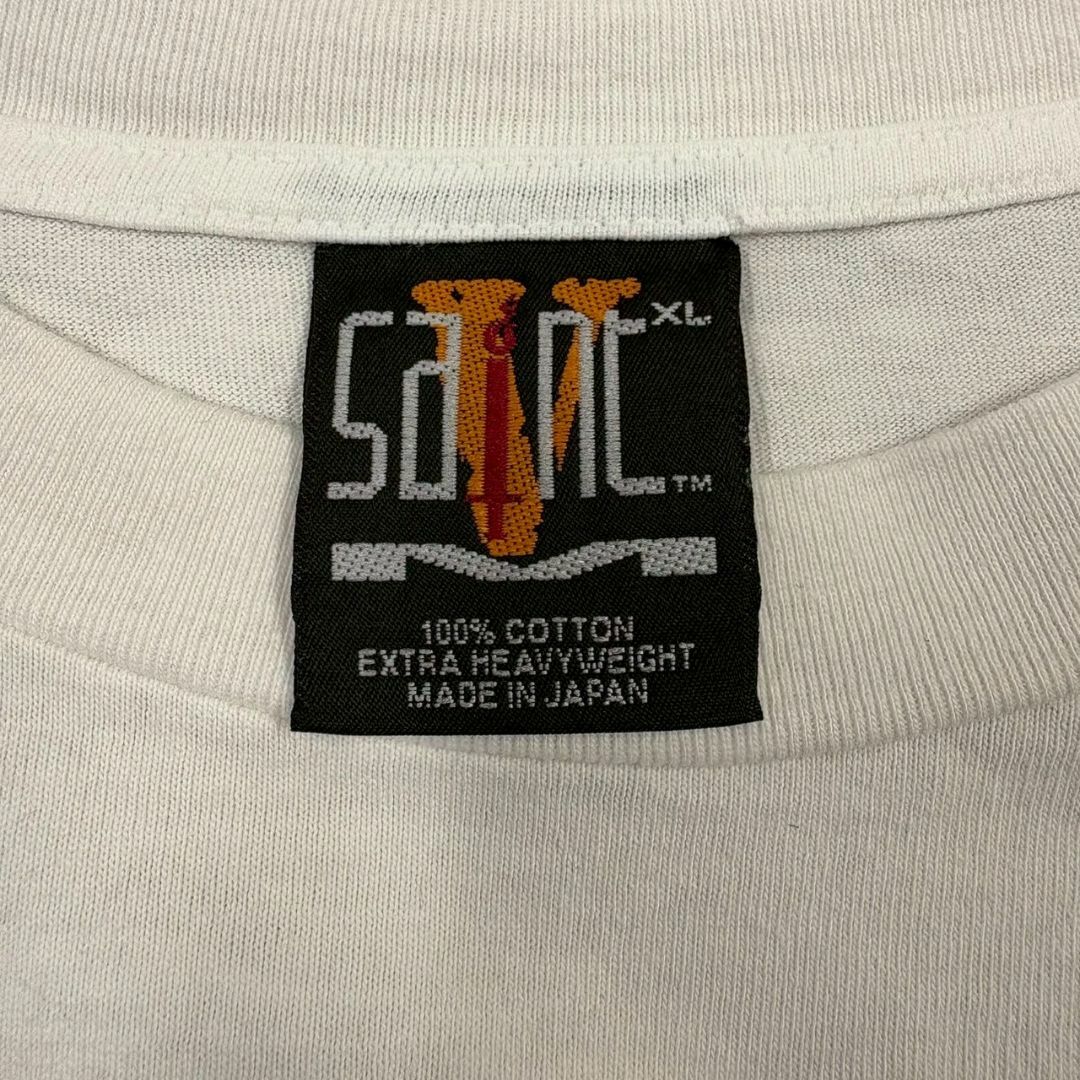 V
SaINt XL
TM
100% COTTON
EXTRA HEAVYWEIGHT
MADE IN JAPAN